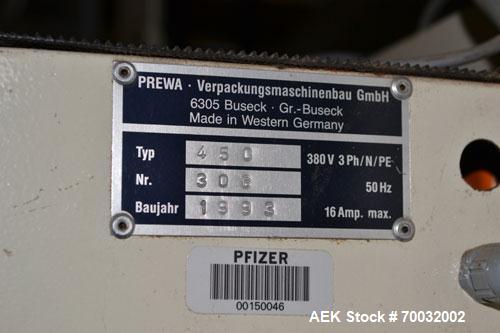 PREWA · Verpackungsmaschinenbau GmbH
6305 Buseck · Gr.-Buseck
Made in Western Germany
Typ 450 380 V 3 Ph/N/PE
Nr. 306 50 Hz
Baujahr 1993 16 Amp. max.
PFIZER
00150046
AEK Stock # 70032002